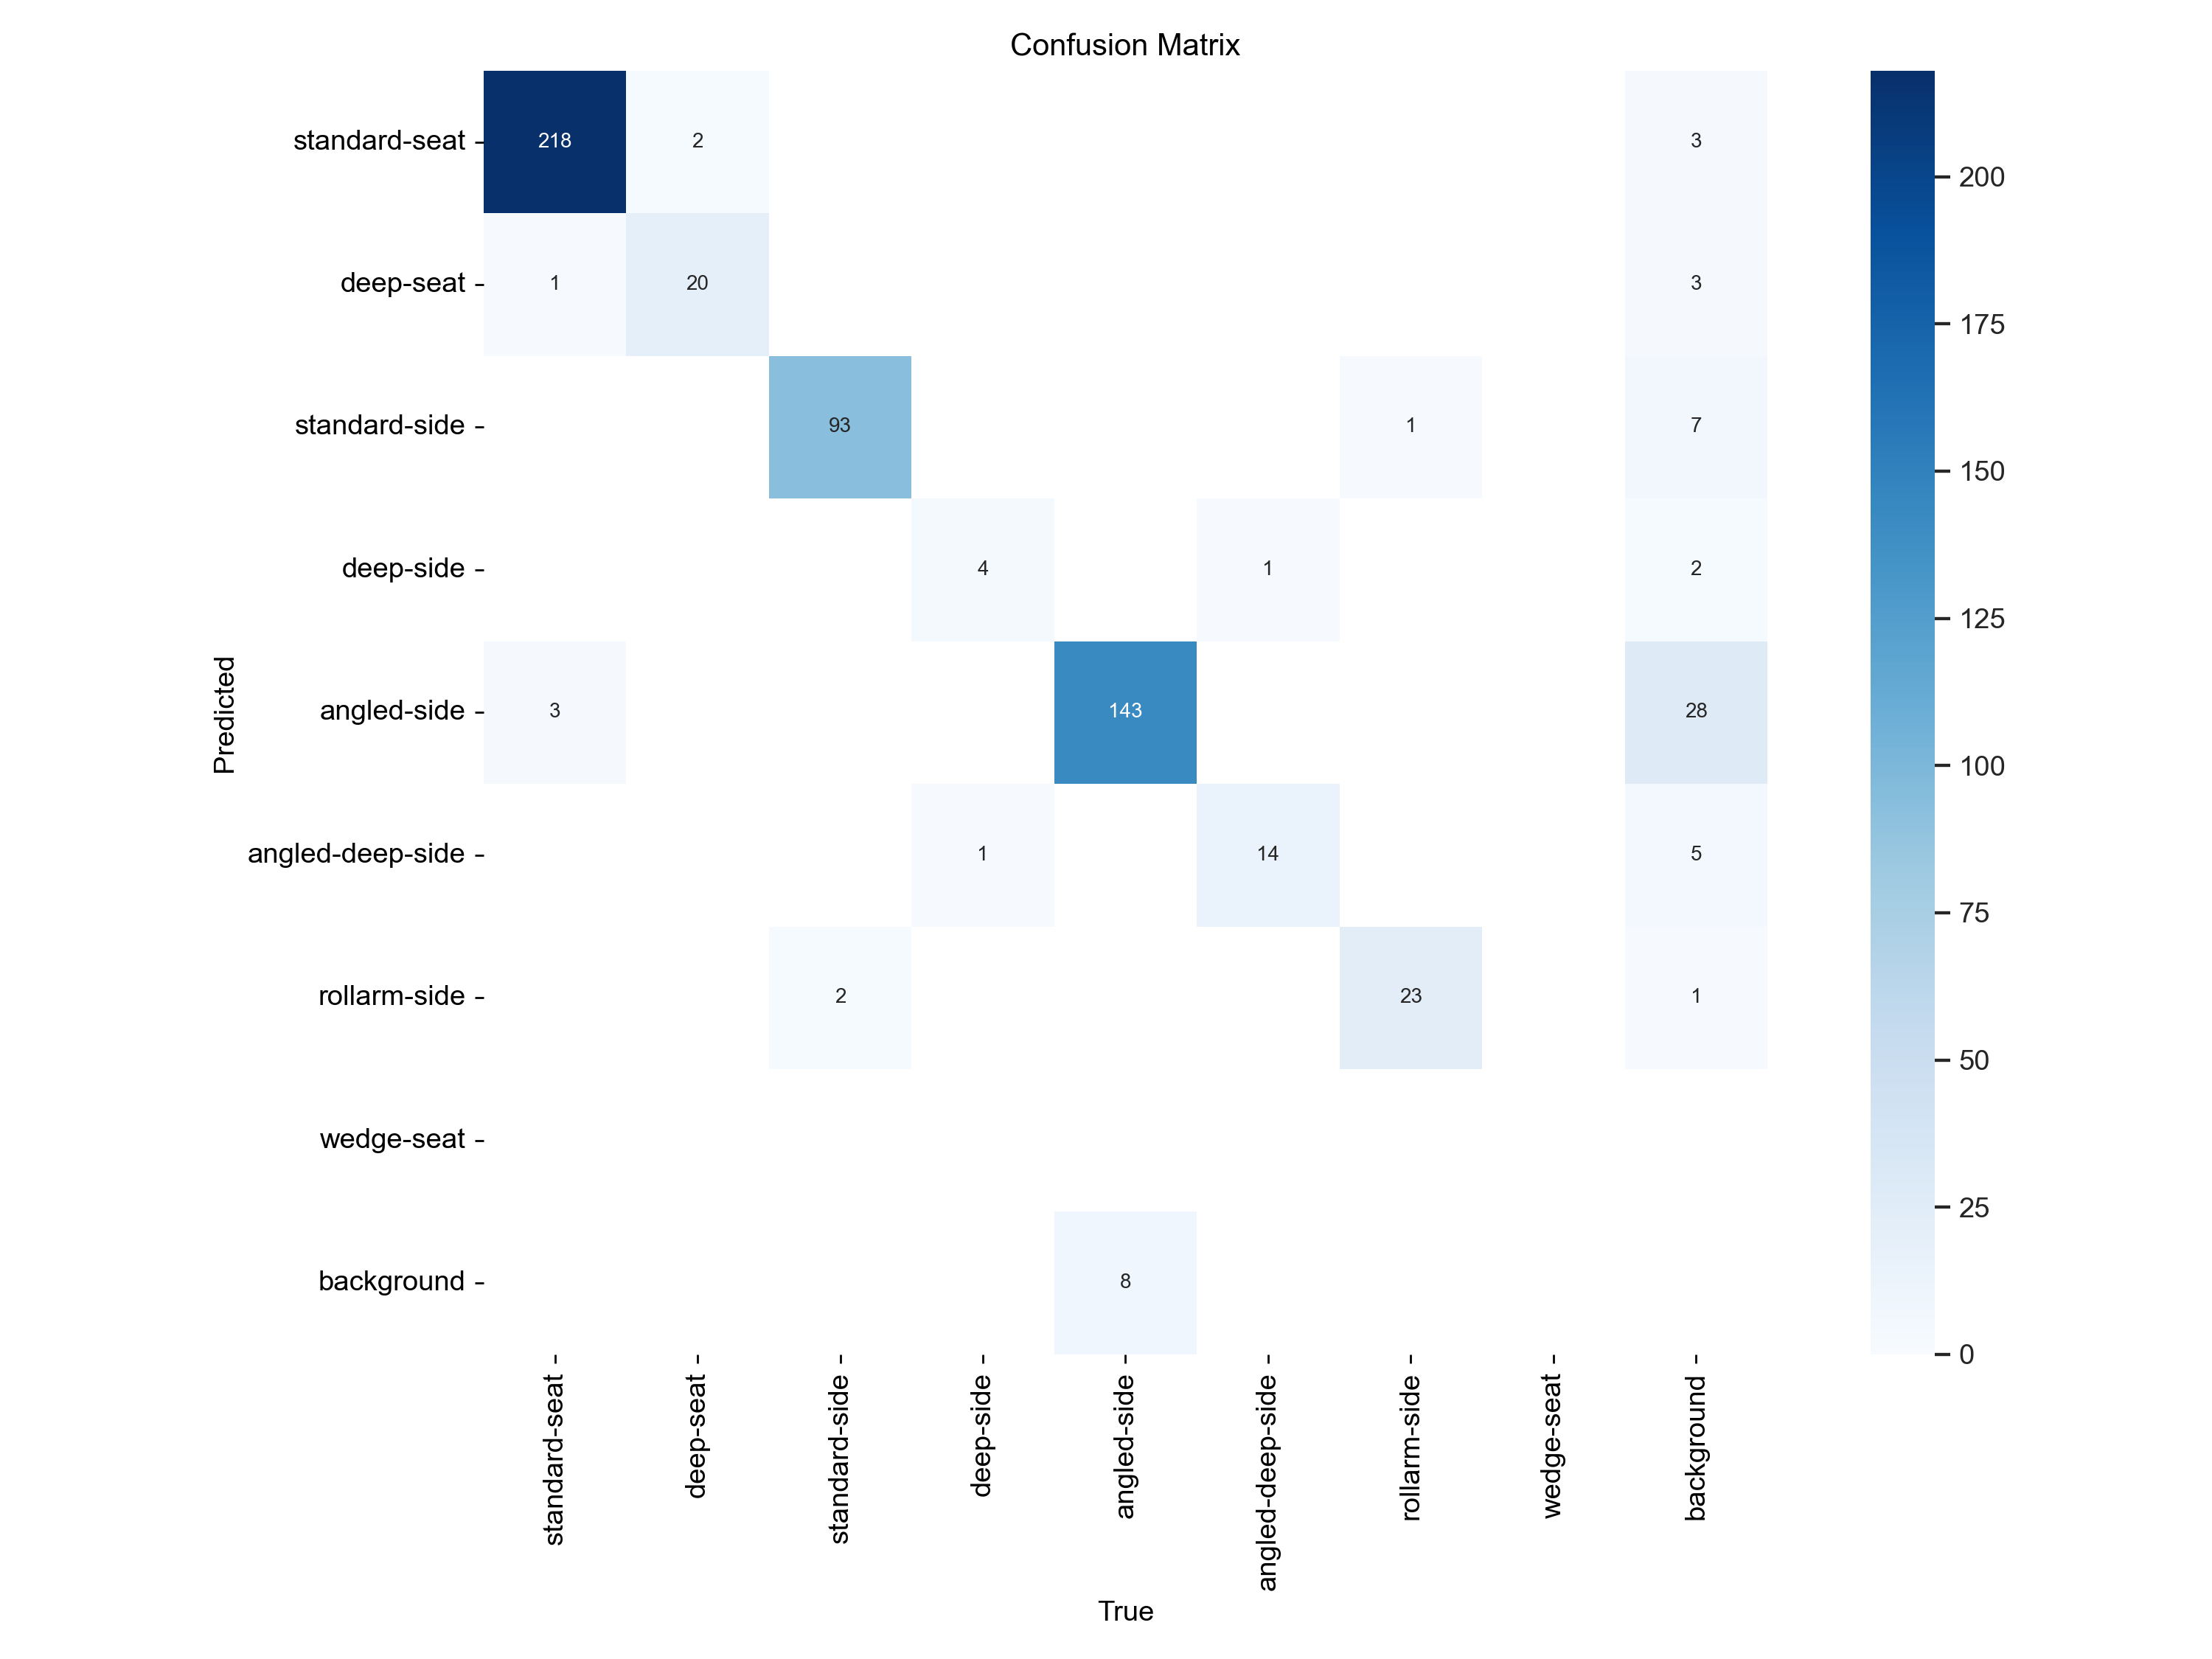 Confusion Matrix
standard-seat
218
2
3
deep-seat
1
20
3
standard-side
93
1
7
deep-side
4
1
2
angled-side
3
143
28
angled-deep-side
1
14
5
rollarm-side
2
23
1
wedge-seat
background
8
Predicted
standard-seat
deep-seat
standard-side
deep-side
angled-side
angled-deep-side
rollarm-side
wedge-seat
background
True
200
175
150
125
100
75
50
25
0